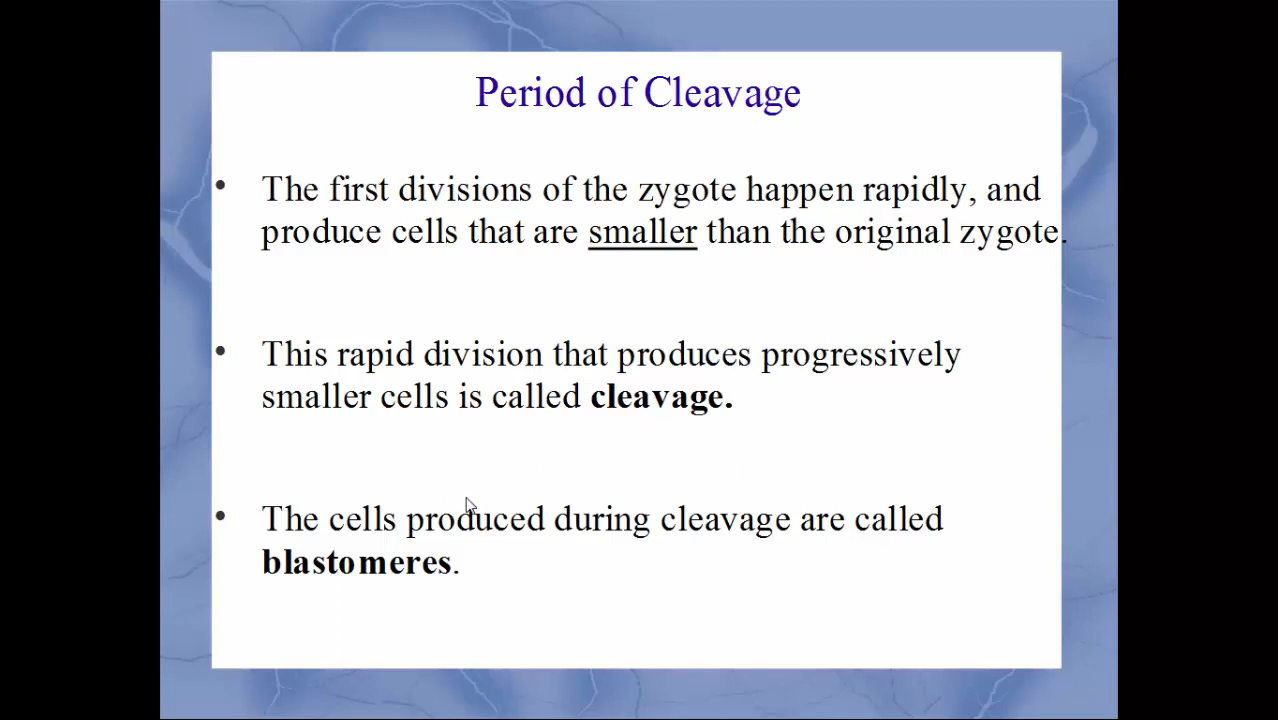 Period of Cleavage
• The first divisions of the zygote happen rapidly, and
produce cells that are smaller than the original zygote.
• This rapid division that produces progressively
smaller cells is called cleavage.
• The cells produced during cleavage are called
blastomeres.